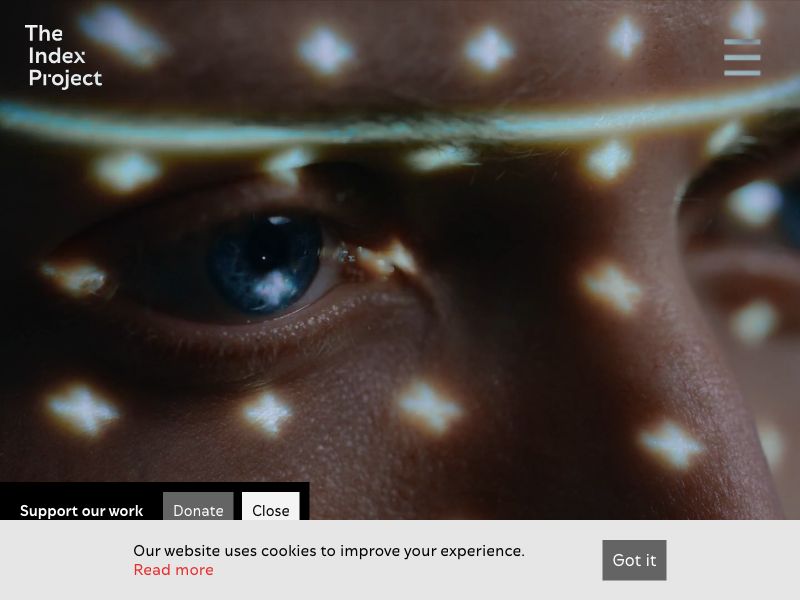 The
Index
Project
Support our work
Donate
Close
Our website uses cookies to improve your experience.
Read more
Got it